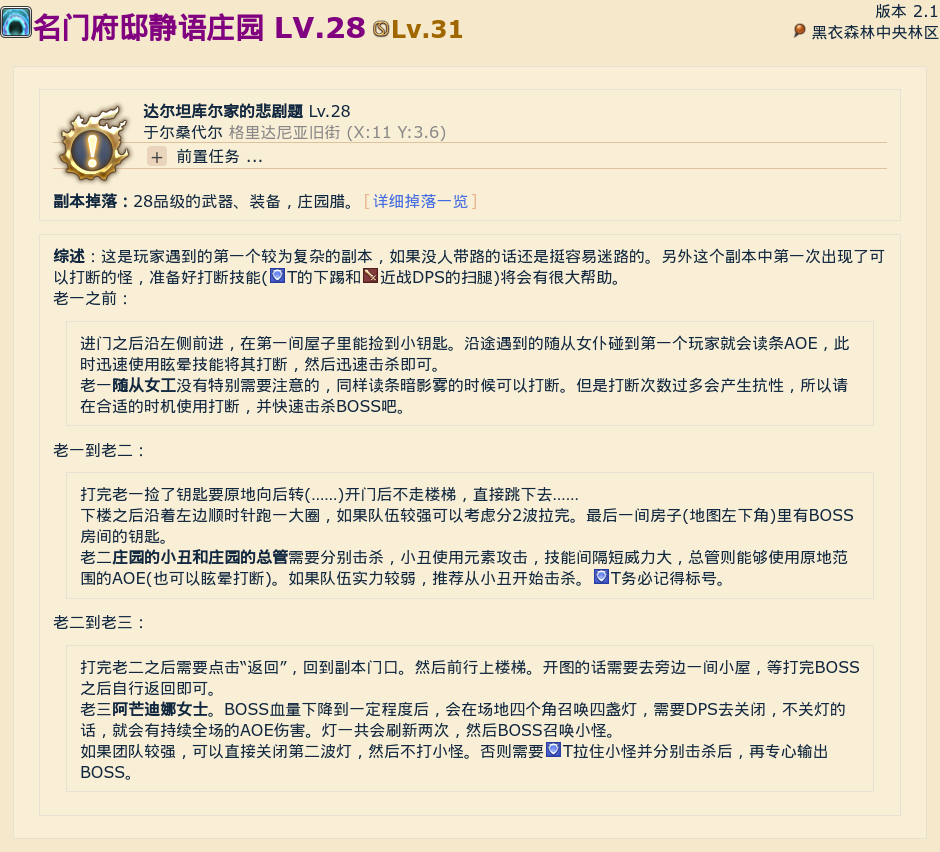 名门府邸静语庄园 LV.28 Lv.31
版本 2.1
黑衣森林中央林区
达尔坦库尔家的悲剧题 Lv.28
于尔桑代尔 格里达尼亚旧街 (X:11 Y:3.6)
+ 前置任务 ...
副本掉落：28品级的武器、装备，庄园腊。 [ 详细掉落一览 ]
综述：这是玩家遇到的第一个较为复杂的副本，如果没人带路的话还是挺容易迷路的。另外这个副本中第一次出现了可
以打断的怪，准备好打断技能(T的下踢和近战DPS的扫腿)将会有很大帮助。
老一之前：
进门之后沿左侧前进，在第一间屋子里能捡到小钥匙。沿途遇到的随从女仆碰到第一个玩家就会读条AOE，此
时迅速使用眩晕技能将其打断，然后迅速击杀即可。
老一随从女工没有特别需要注意的，同样读条暗影雾的时候可以打断。但是打断次数过多会产生抗性，所以请
在合适的时机使用打断，并快速击杀BOSS吧。
老一到老二：
打完老一捡了钥匙要原地向后转(……)开门后不走楼梯，直接跳下去……
下楼之后沿着左边顺时针跑一大圈，如果队伍较强可以考虑分2波拉完。最后一间房子(地图左下角)里有BOSS
房间的钥匙。
老二庄园的小丑和庄园的总管需要分别击杀，小丑使用元素攻击，技能间隔短威力大，总管则能够使用原地范
围的AOE(也可以眩晕打断)。如果队伍实力较弱，推荐从小丑开始击杀。T务必记得标号。
老二到老三：
打完老二之后需要点击“返回”，回到副本门口。然后前行上楼梯。开图的话需要去旁边一间小屋，等打完BOSS
之后自行返回即可。
老三阿芒迪娜女士。BOSS血量下降到一定程度后，会在场地四个角召唤四盏灯，需要DPS去关闭，不关灯的
话，就会有持续全场的AOE伤害。灯一共会刷新两次，然后BOSS召唤小怪。
如果团队较强，可以直接关闭第二波灯，然后不打小怪。否则需要T拉住小怪并分别击杀后，再专心输出
BOSS。